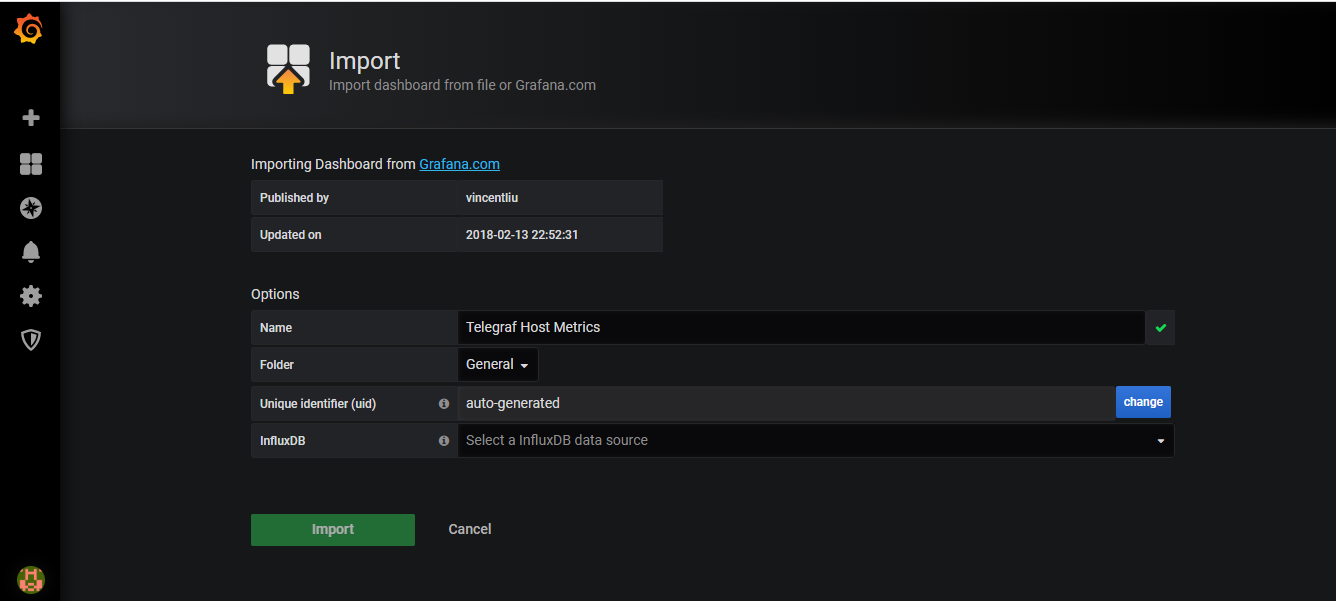 Import
Import dashboard from file or Grafana.com
Importing Dashboard from Grafana.com
Published by vincentliu
Updated on 2018-02-13 22:52:31
Options
Name Telegraf Host Metrics
Folder General
Unique identifier (uid) auto-generated change
InfluxDB Select a InfluxDB data source
Import Cancel